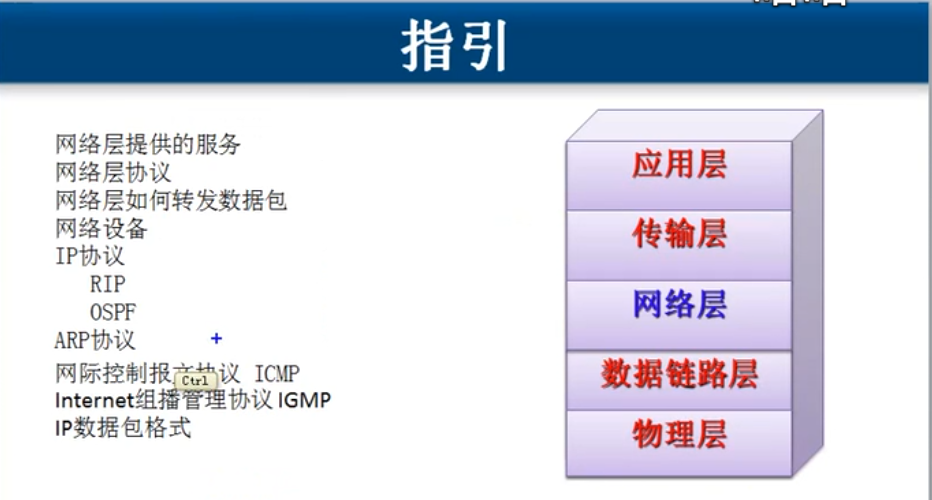 指引
网络层提供的服务
网络层协议
网络层如何转发数据包
网络设备
IP协议
RIP
OSPF
ARP协议
网际控制报文协议 ICMP
Ctrl
Internet组播管理协议 IGMP
IP数据包格式
应用层
传输层
网络层
数据链路层
物理层